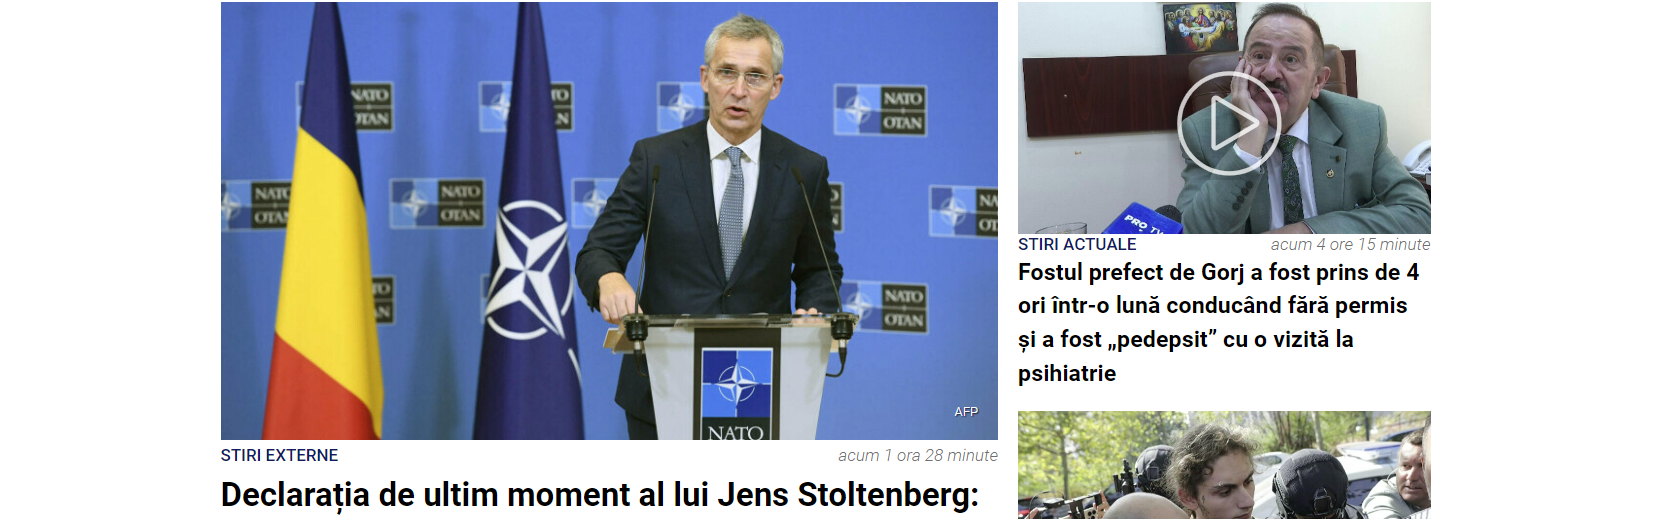 NATO
OTAN
NATO
OTAN
NATO
OTAN
NATO
OTAN
NATO
OTAN
NATO
AFP
STIRI EXTERNE
acum 1 ora 28 minute
Declarația de ultim moment al lui Jens Stoltenberg:
PRO TV
STIRI ACTUALE
acum 4 ore 15 minute
Fostul prefect de Gorj a fost prins de 4
ori într-o lună conducând fără permis
și a fost „pedepsit” cu o vizită la
psihiatrie